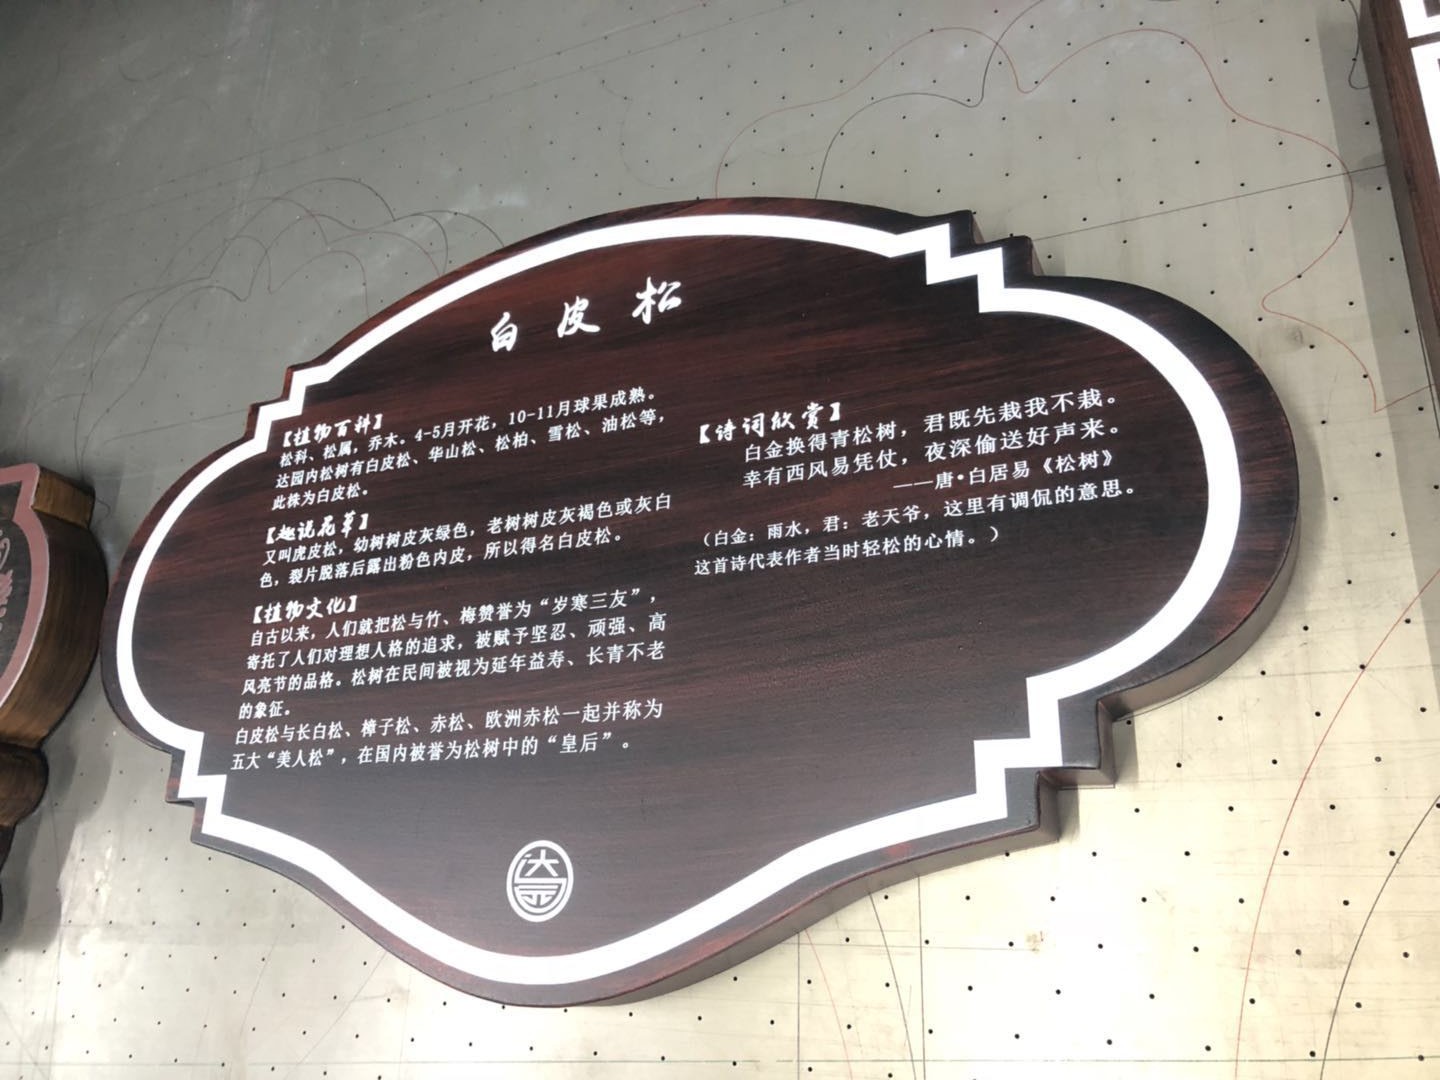 白皮松
【植物百科】
松科、松属，乔木。4-5月开花，10-11月球果成熟。
达园内松树有白皮松、华山松、松柏、雪松、油松等，
此株为白皮松。
【趣说花草】
又叫虎皮松，幼树树皮灰绿色，老树树皮灰褐色或灰白
色，裂片脱落后露出粉色内皮，所以得名白皮松。
【植物文化】
自古以来，人们就把松与竹、梅赞誉为“岁寒三友”，
寄托了人们对理想人格的追求，被赋予坚忍、顽强、高
风亮节的品格。松树在民间被视为延年益寿、长青不老
的象征。
白皮松与长白松、樟子松、赤松、欧洲赤松一起并称为
五大“美人松”，在国内被誉为松树中的“皇后”。
【诗词欣赏】
白金换得青松树，君既先栽我不栽。
幸有西风易凭仗，夜深偷送好声来。
——唐•白居易《松树》
（白金：雨水，君：老天爷，这里有调侃的意思。
这首诗代表作者当时轻松的心情。）
达园